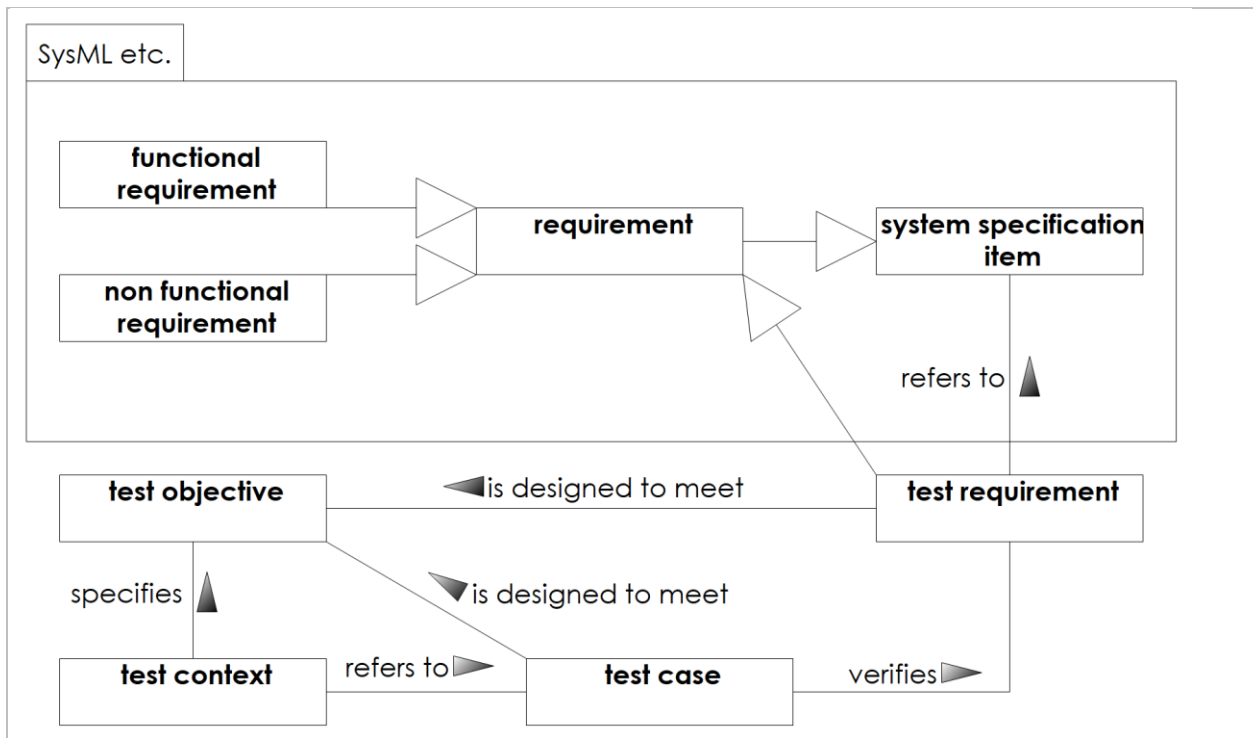 SysML etc.
functional
requirement
requirement
system specification
item
non functional
requirement
refers to
test objective
is designed to meet
test requirement
specifies
is designed to meet
test context
refers to
test case
verifies